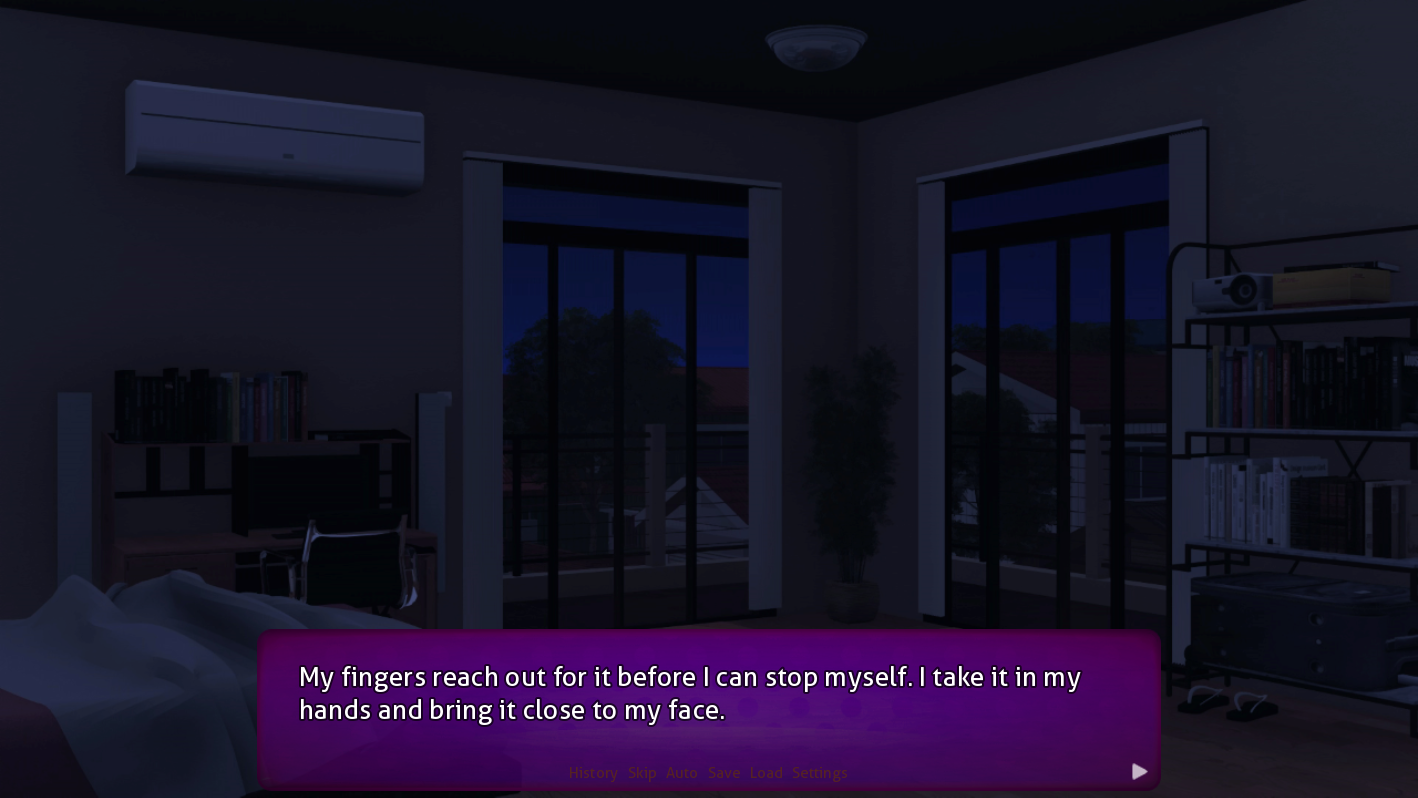 My fingers reach out for it before I can stop myself. I take it in my
hands and bring it close to my face.
History Skip Auto Save Load Settings